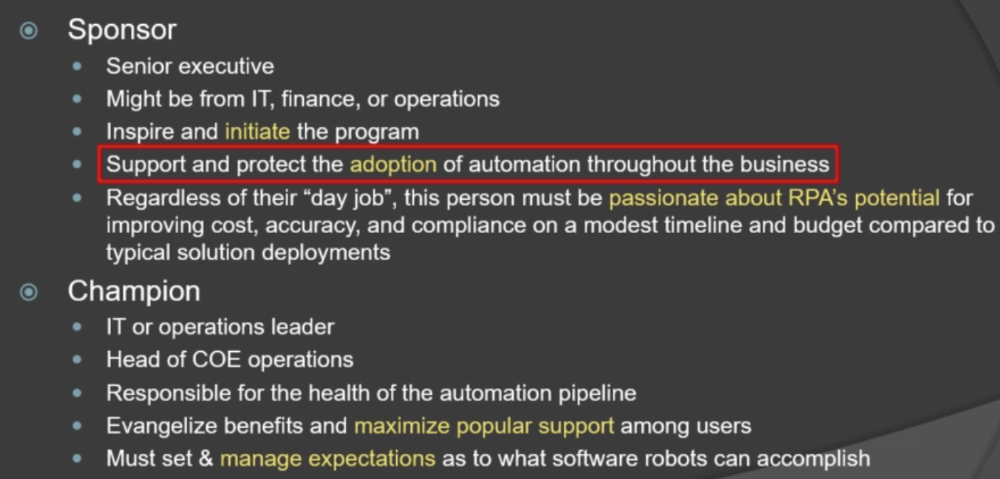 Sponsor
Senior executive
Might be from IT, finance, or operations
Inspire and initiate the program
Support and protect the adoption of automation throughout the business
Regardless of their “day job”, this person must be passionate about RPA’s potential for
improving cost, accuracy, and compliance on a modest timeline and budget compared to
typical solution deployments
Champion
IT or operations leader
Head of COE operations
Responsible for the health of the automation pipeline
Evangelize benefits and maximize popular support among users
Must set & manage expectations as to what software robots can accomplish